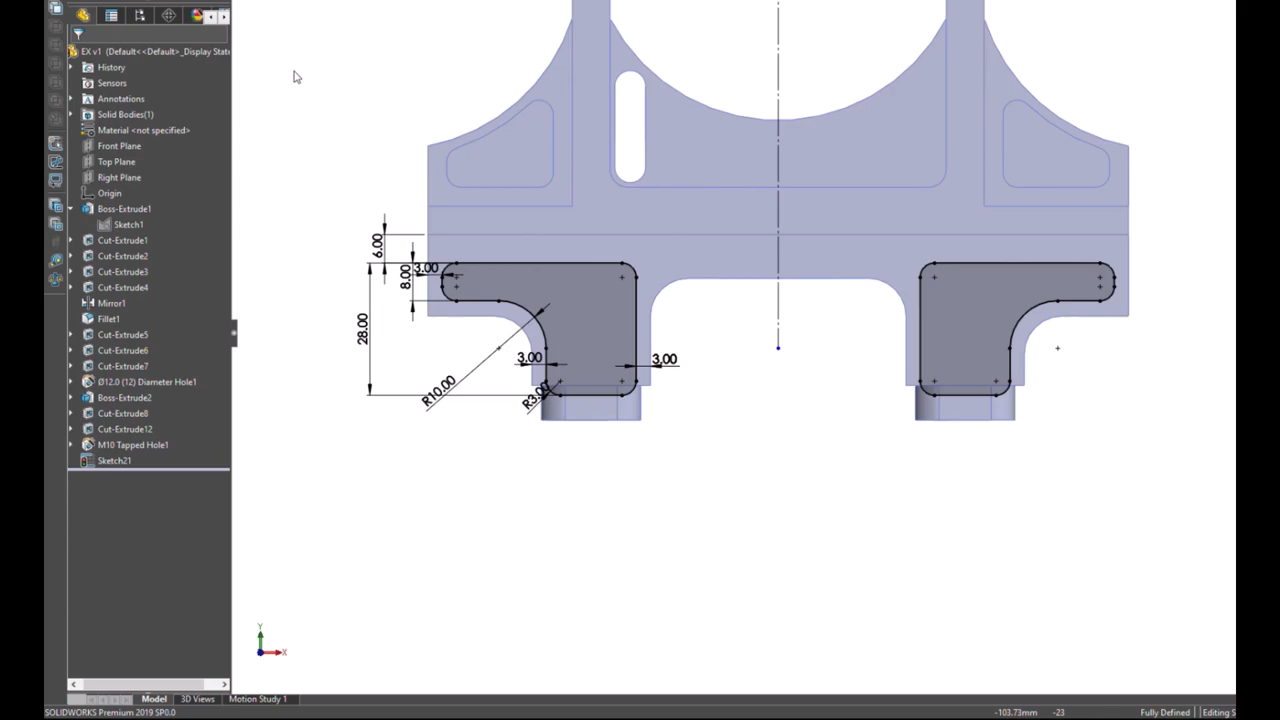 EX v1 (Default<<Default>_Display State
History
Sensors
Annotations
Solid Bodies(1)
Material <not specified>
Front Plane
Top Plane
Right Plane
Origin
Boss-Extrude1
Sketch1
Cut-Extrude1
Cut-Extrude2
Cut-Extrude3
Cut-Extrude4
Mirror1
Fillet1
Cut-Extrude5
Cut-Extrude6
Cut-Extrude7
Ø12.0 (12) Diameter Hole1
Boss-Extrude2
Cut-Extrude8
Cut-Extrude12
M10 Tapped Hole1
Sketch21
6.00
8.00
3.00
28.00
3.00
3.00
R10.00
R3.00
Y
X
Model
3D Views
Motion Study 1
SOLIDWORKS Premium 2019 SP0.0
-103.73mm
-23
Fully Defined
Editing S